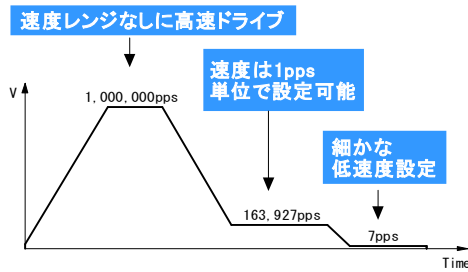 速度レンジなしに高速ドライブ
速度は1pps
単位で設定可能
V
1,000,000pps
細かな
低速度設定
163,927pps
7pps
Time